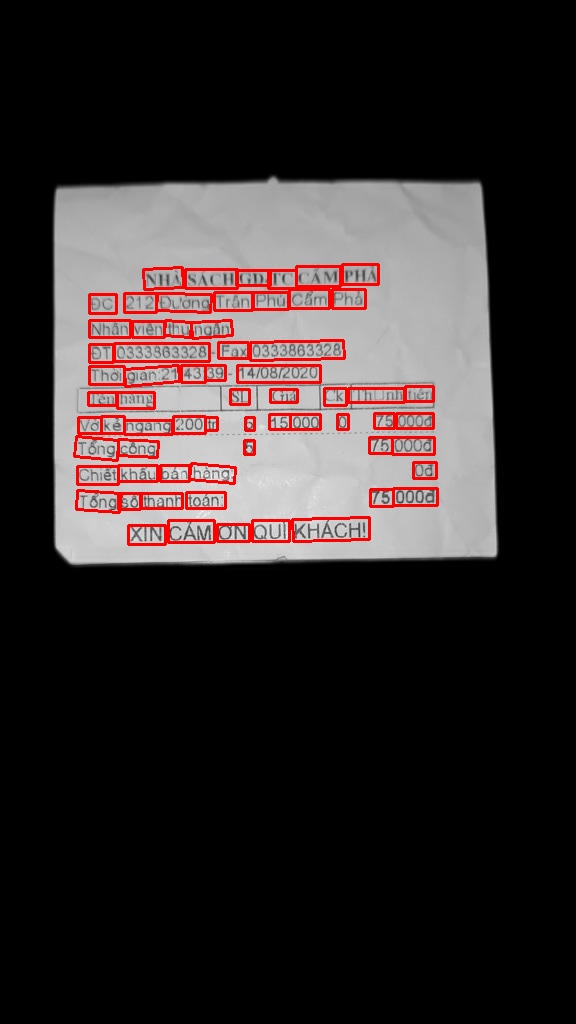 NHÀ SÁCH GD TC CẨM PHẢ
ĐC 212 Đường Trần Phú Cẩm Phả
Nhân viên thu ngân
ĐT 0333863328 - Fax 0333863328
Thời gian:21 43 39 - 14/08/2020
Tên hàng SL Giá Ck Thành tiền
Vở kẻ ngang 200 tr 5 15,000 0 75,000đ
Tổng cộng 5 75,000đ
Chiết khấu bán hàng: 0đ
Tổng số thanh toán: 75,000đ
XIN CẢM ƠN QUÍ KHÁCH!